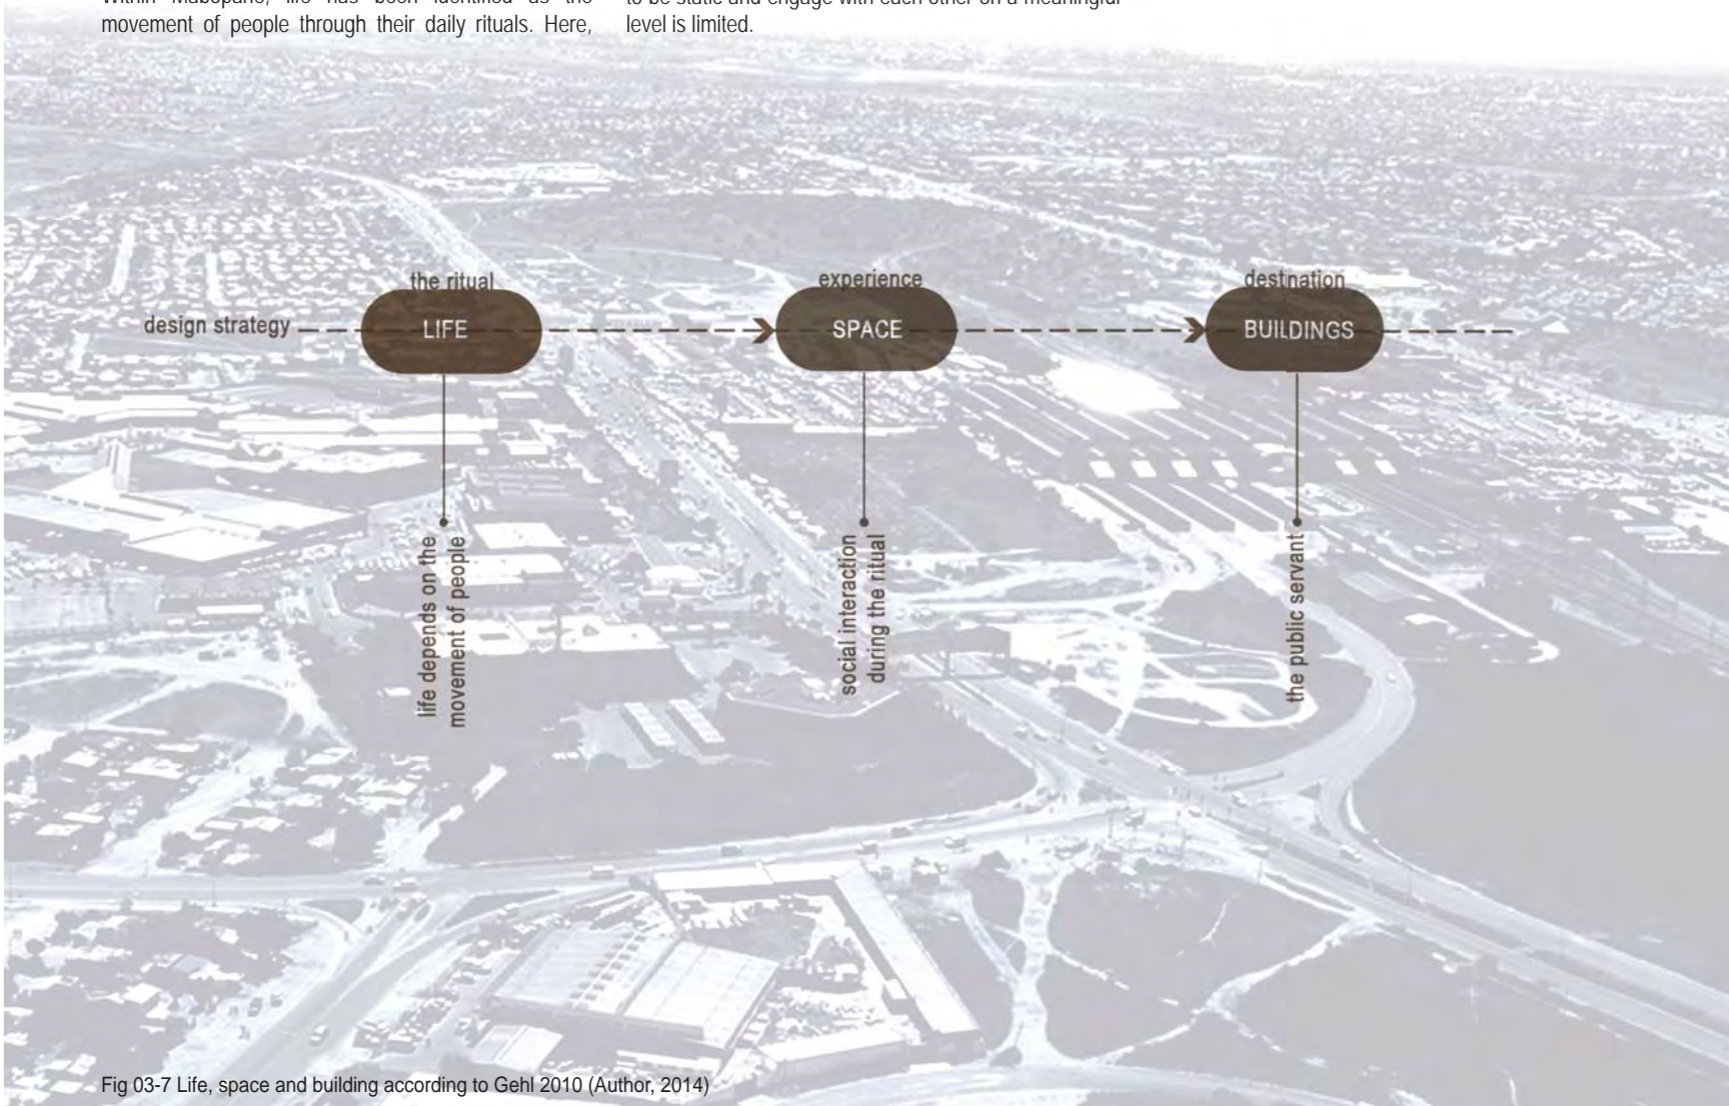 movement of people through their daily rituals. Here,
level is limited.
the ritual
experience
destination
design strategy
LIFE
SPACE
BUILDINGS
life depends on the
movement of people
social interaction
during the ritual
the public servant
Fig 03-7 Life, space and building according to Gehl 2010 (Author, 2014)